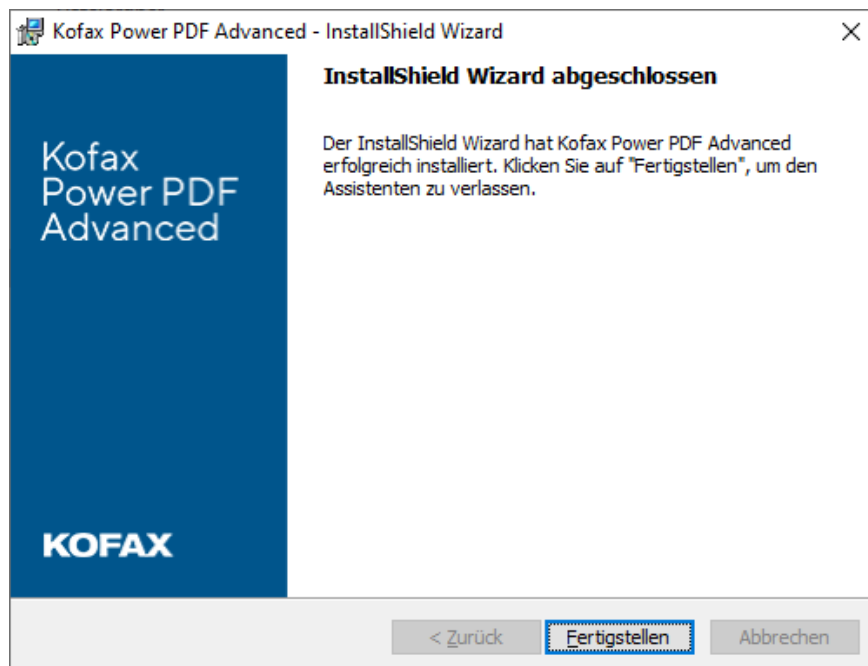 Kofax Power PDF Advanced - InstallShield Wizard
InstallShield Wizard abgeschlossen
Der InstallShield Wizard hat Kofax Power PDF Advanced
erfolgreich installiert. Klicken Sie auf "Fertigstellen", um den
Assistenten zu verlassen.
Kofax
Power PDF
Advanced
KOFAX
< Zurück
Fertigstellen
Abbrechen